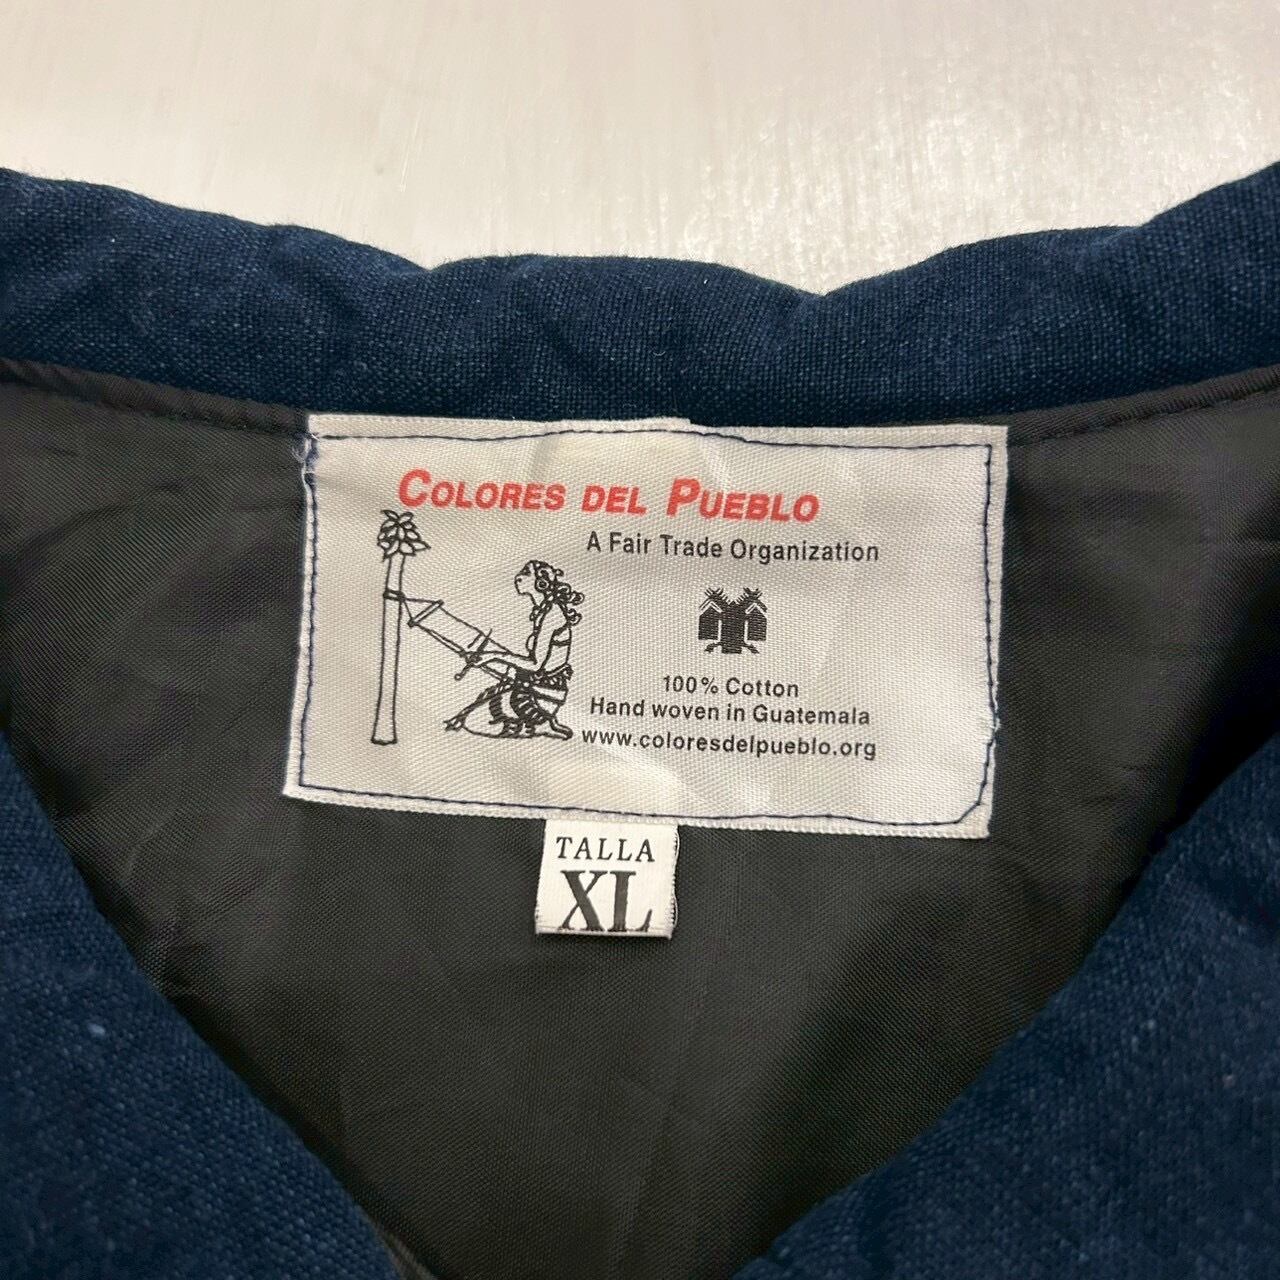 COLORES DEL PUEBLO
A Fair Trade Organization
100% Cotton
Hand woven in Guatemala
www.coloresdelpueblo.org
TALLA
XL